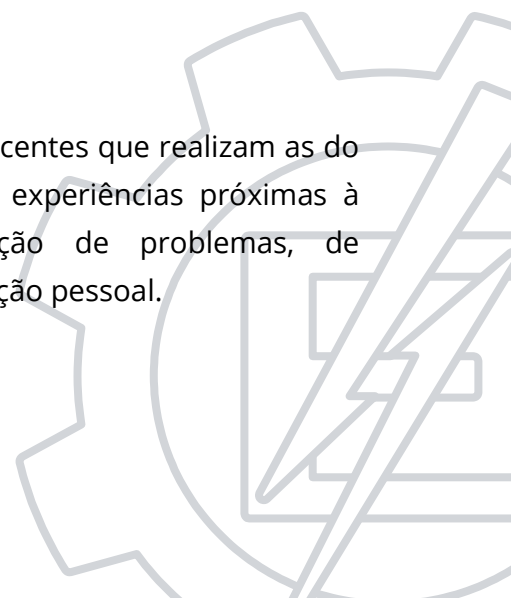 centes que realizam as do
experiências próximas à
ção de problemas, de
ção pessoal.